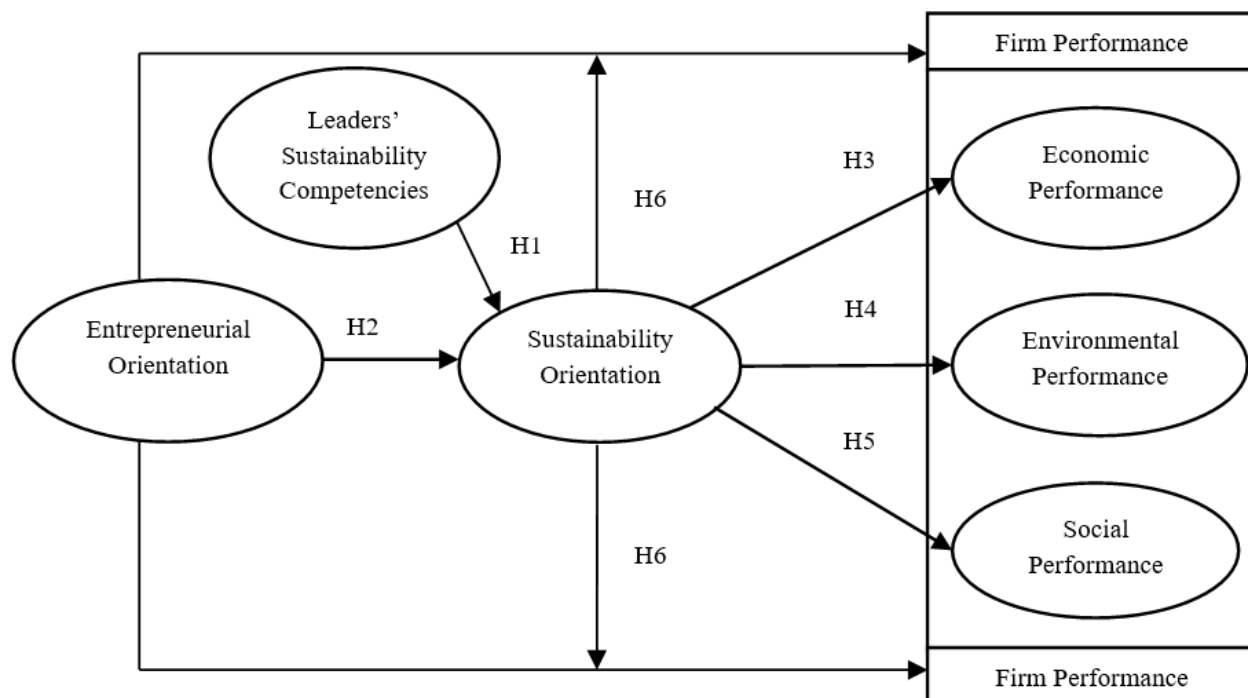 Firm Performance
Leaders’
Sustainability
Competencies
H3
Economic
Performance
H6
H1
Entrepreneurial
Orientation
H2
Sustainability
Orientation
H4
Environmental
Performance
H5
H6
Social
Performance
Firm Performance